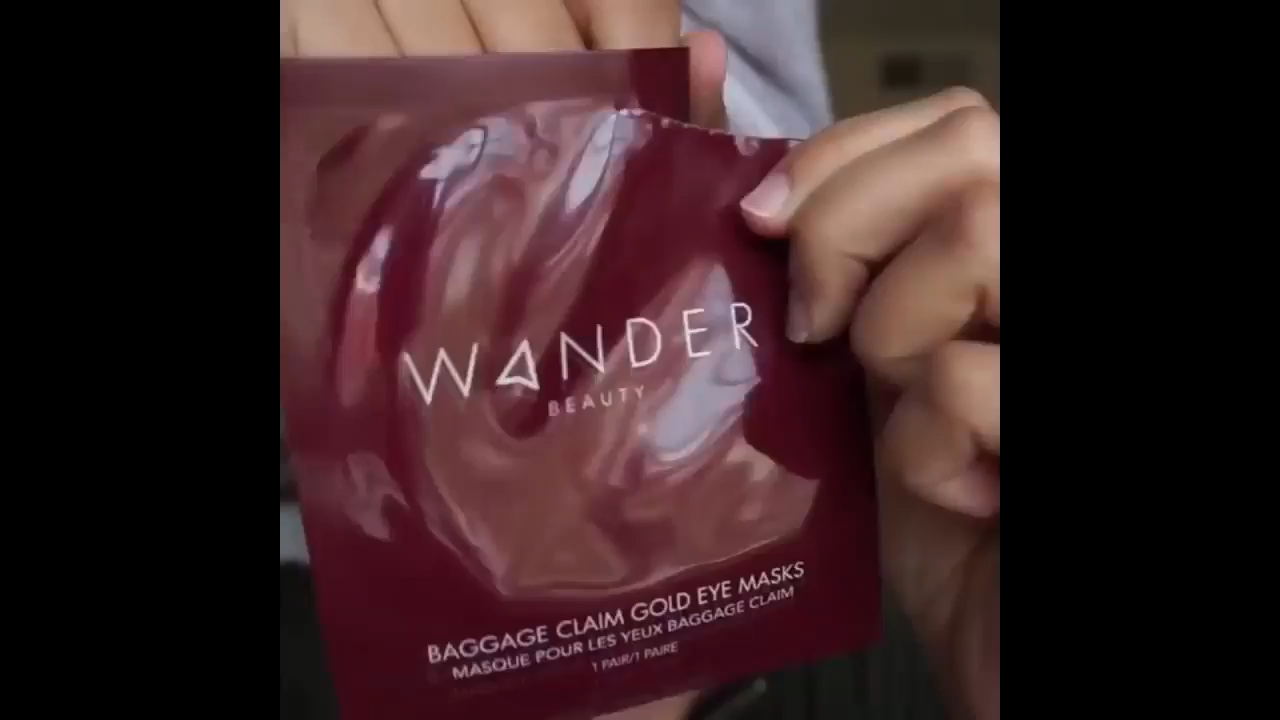 WANDER
BEAUTY
BAGGAGE CLAIM GOLD EYE MASKS
MASQUE POUR LES YEUX BAGGAGE CLAIM
1 PAIR/1 PAIRE